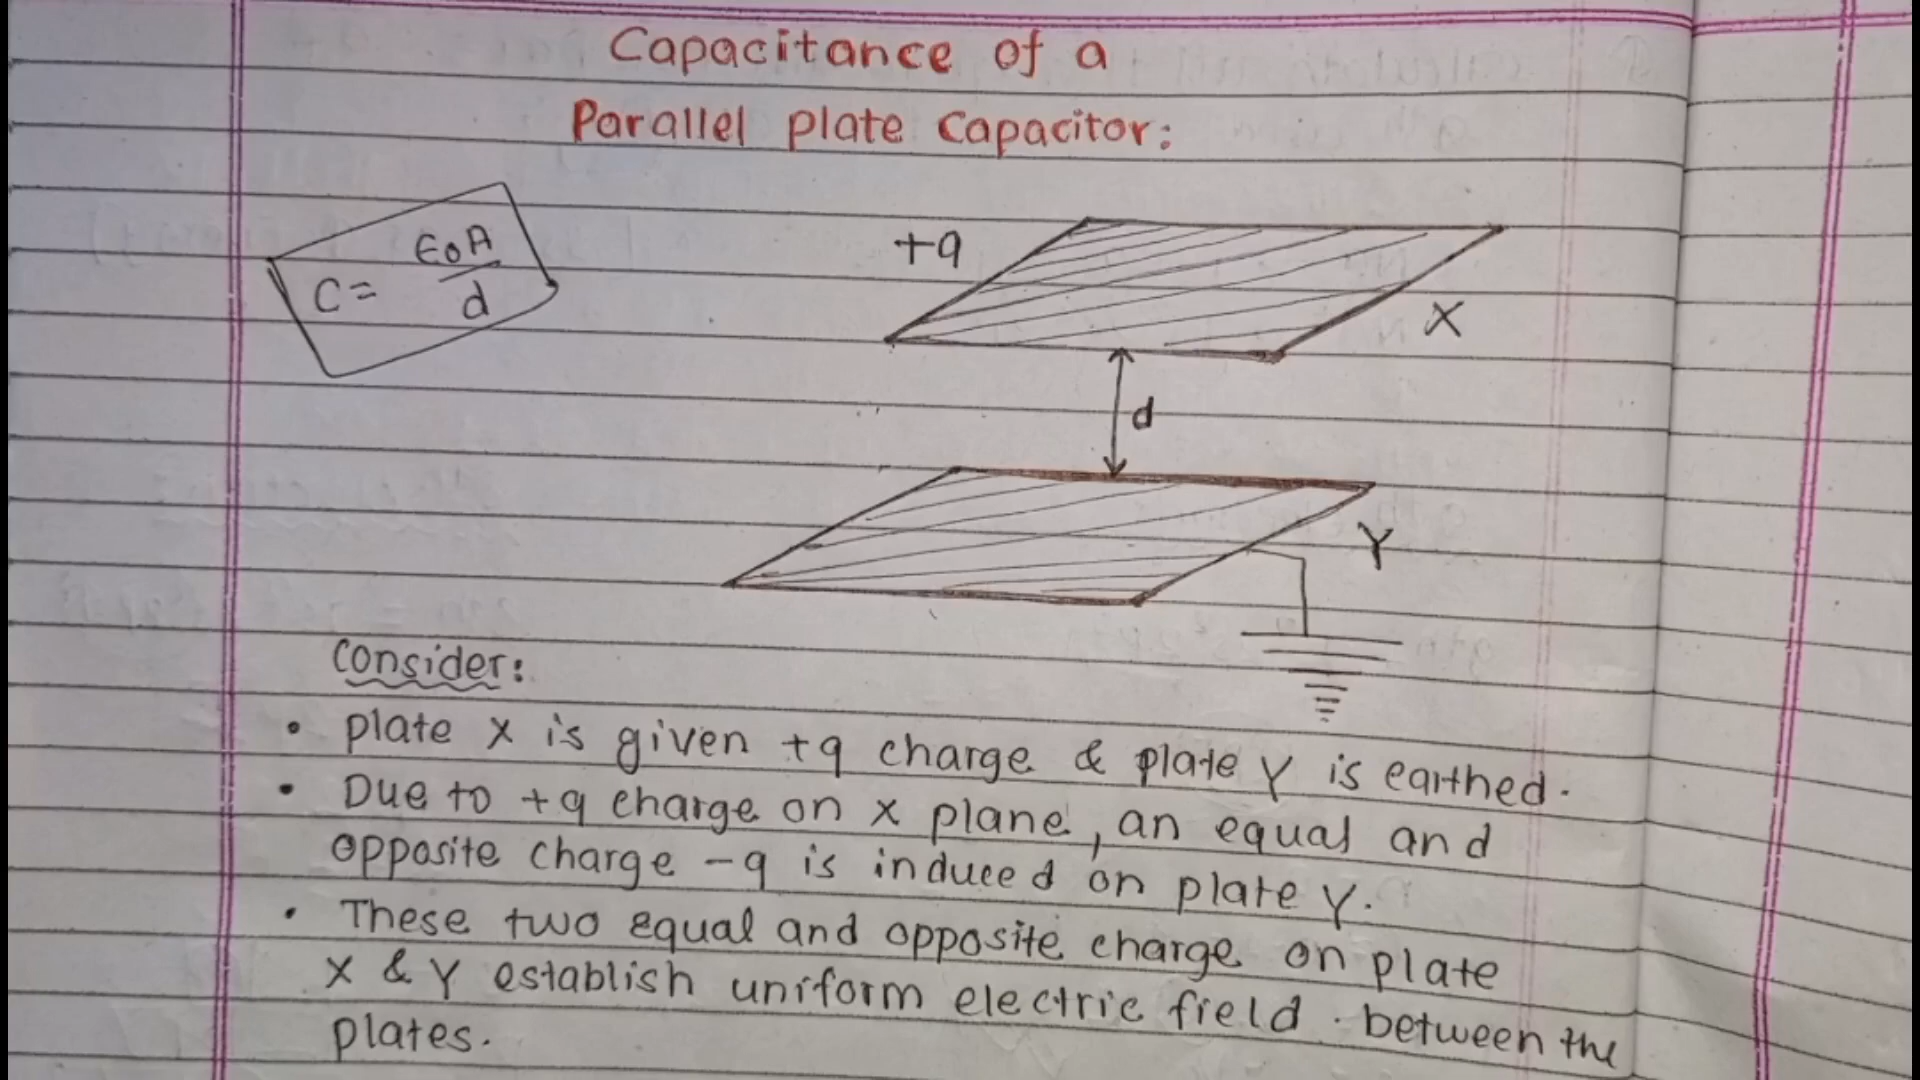 Capacitance of a
Parallel plate capacitor:
C = ε0A / d
+q
X
d
Y
Consider:
• plate X is given +q charge & plate Y is earthed.
• Due to +q charge on X plane, an equal and
opposite charge -q is induced on plate Y.
• These two equal and opposite charge on plate
X & Y establish uniform electric field. between the
plates.